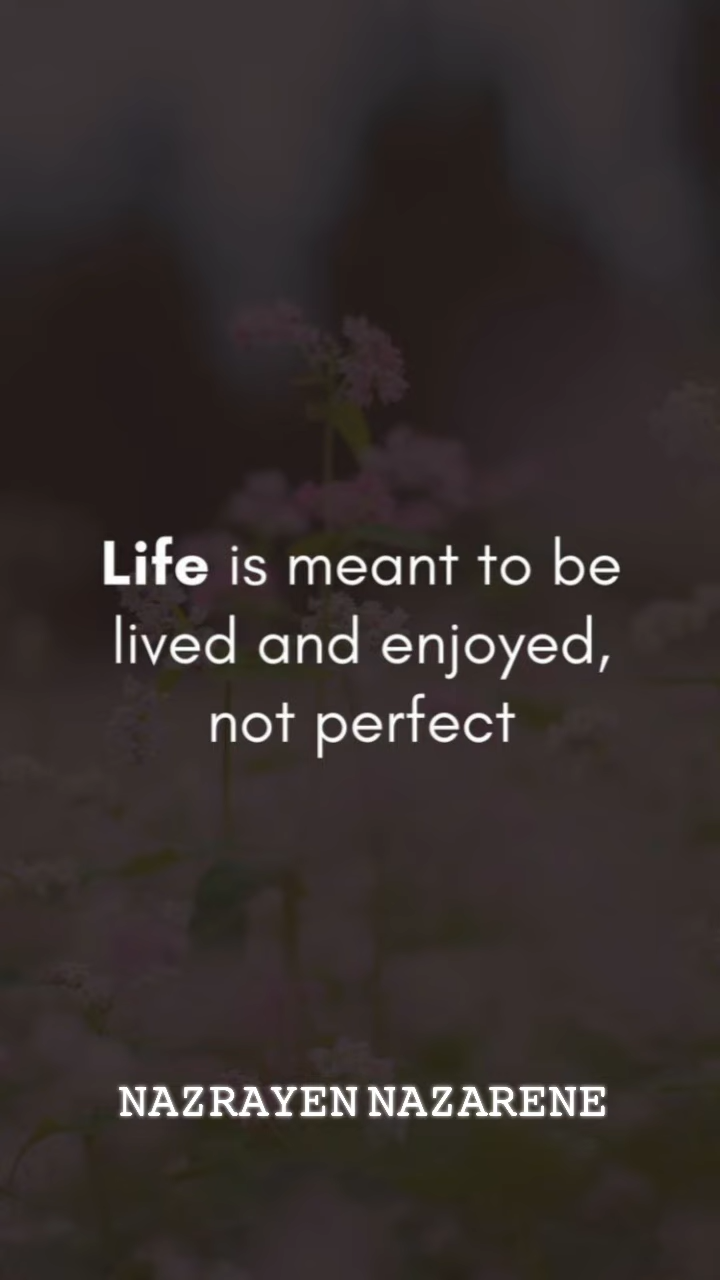 Life is meant to be
lived and enjoyed,
not perfect
NAZRAYEN NAZARENE